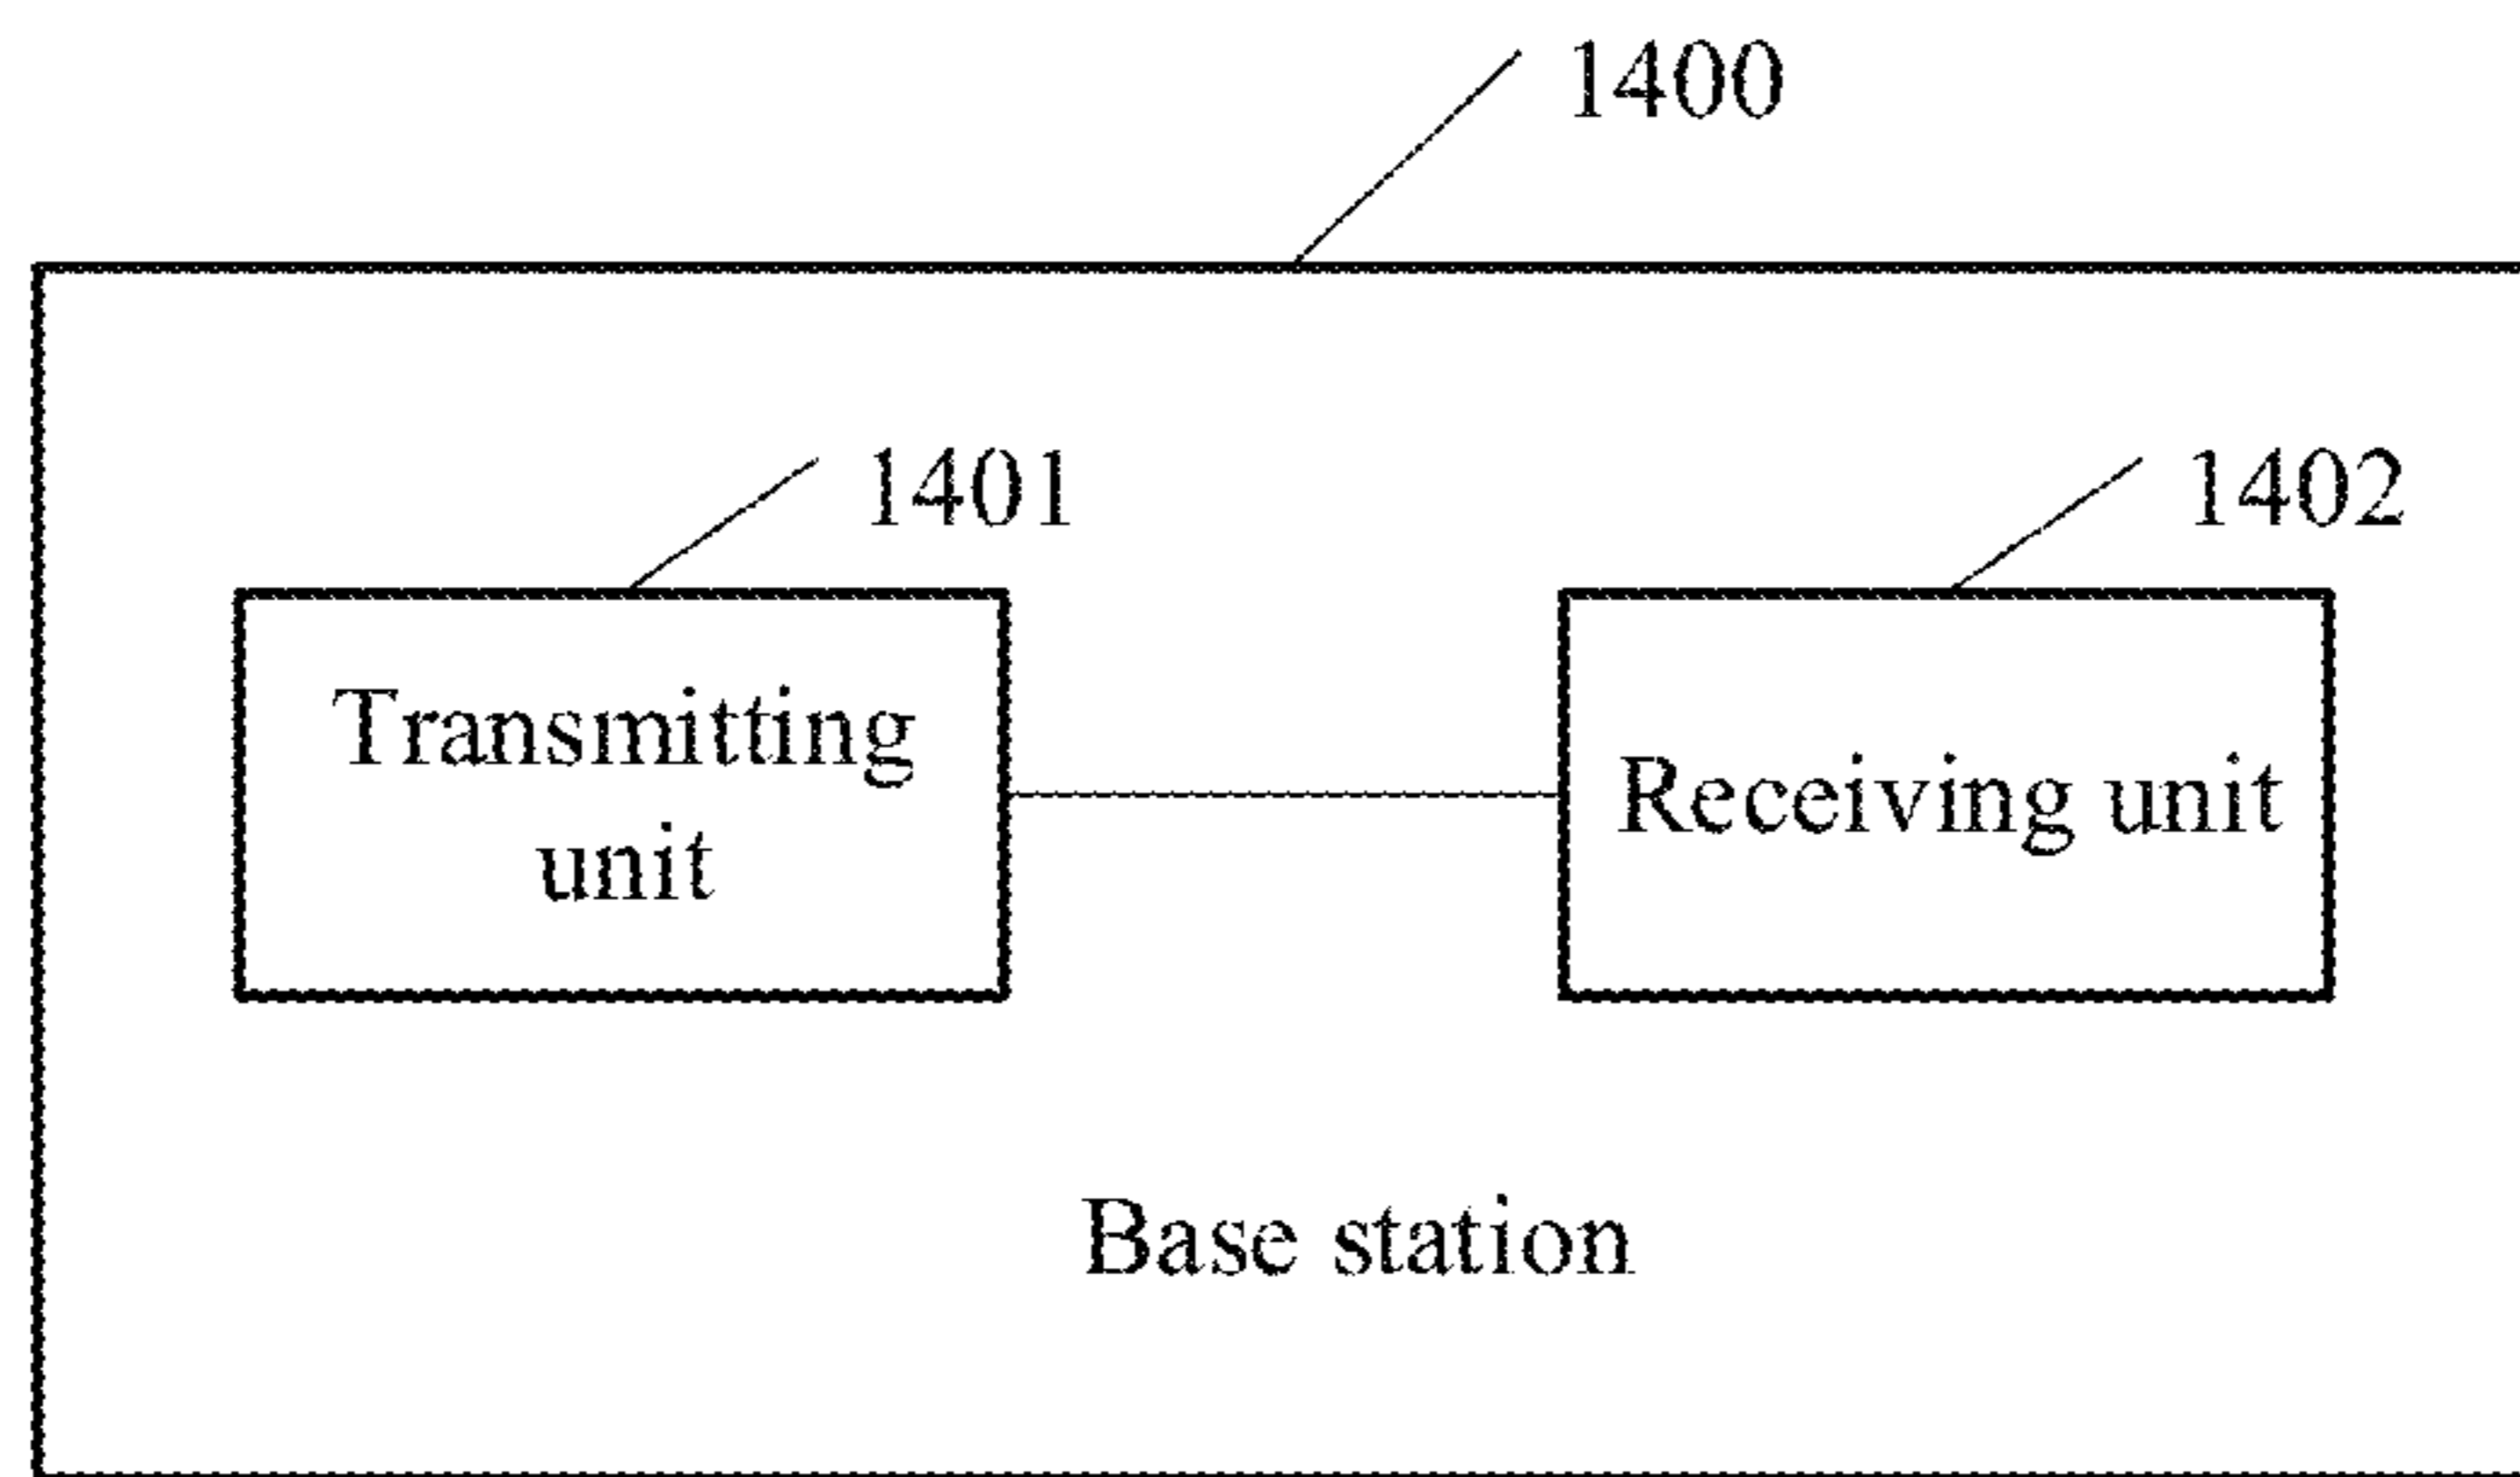 1400
1401
1402
Transmitting
unit
Receiving unit
Base station